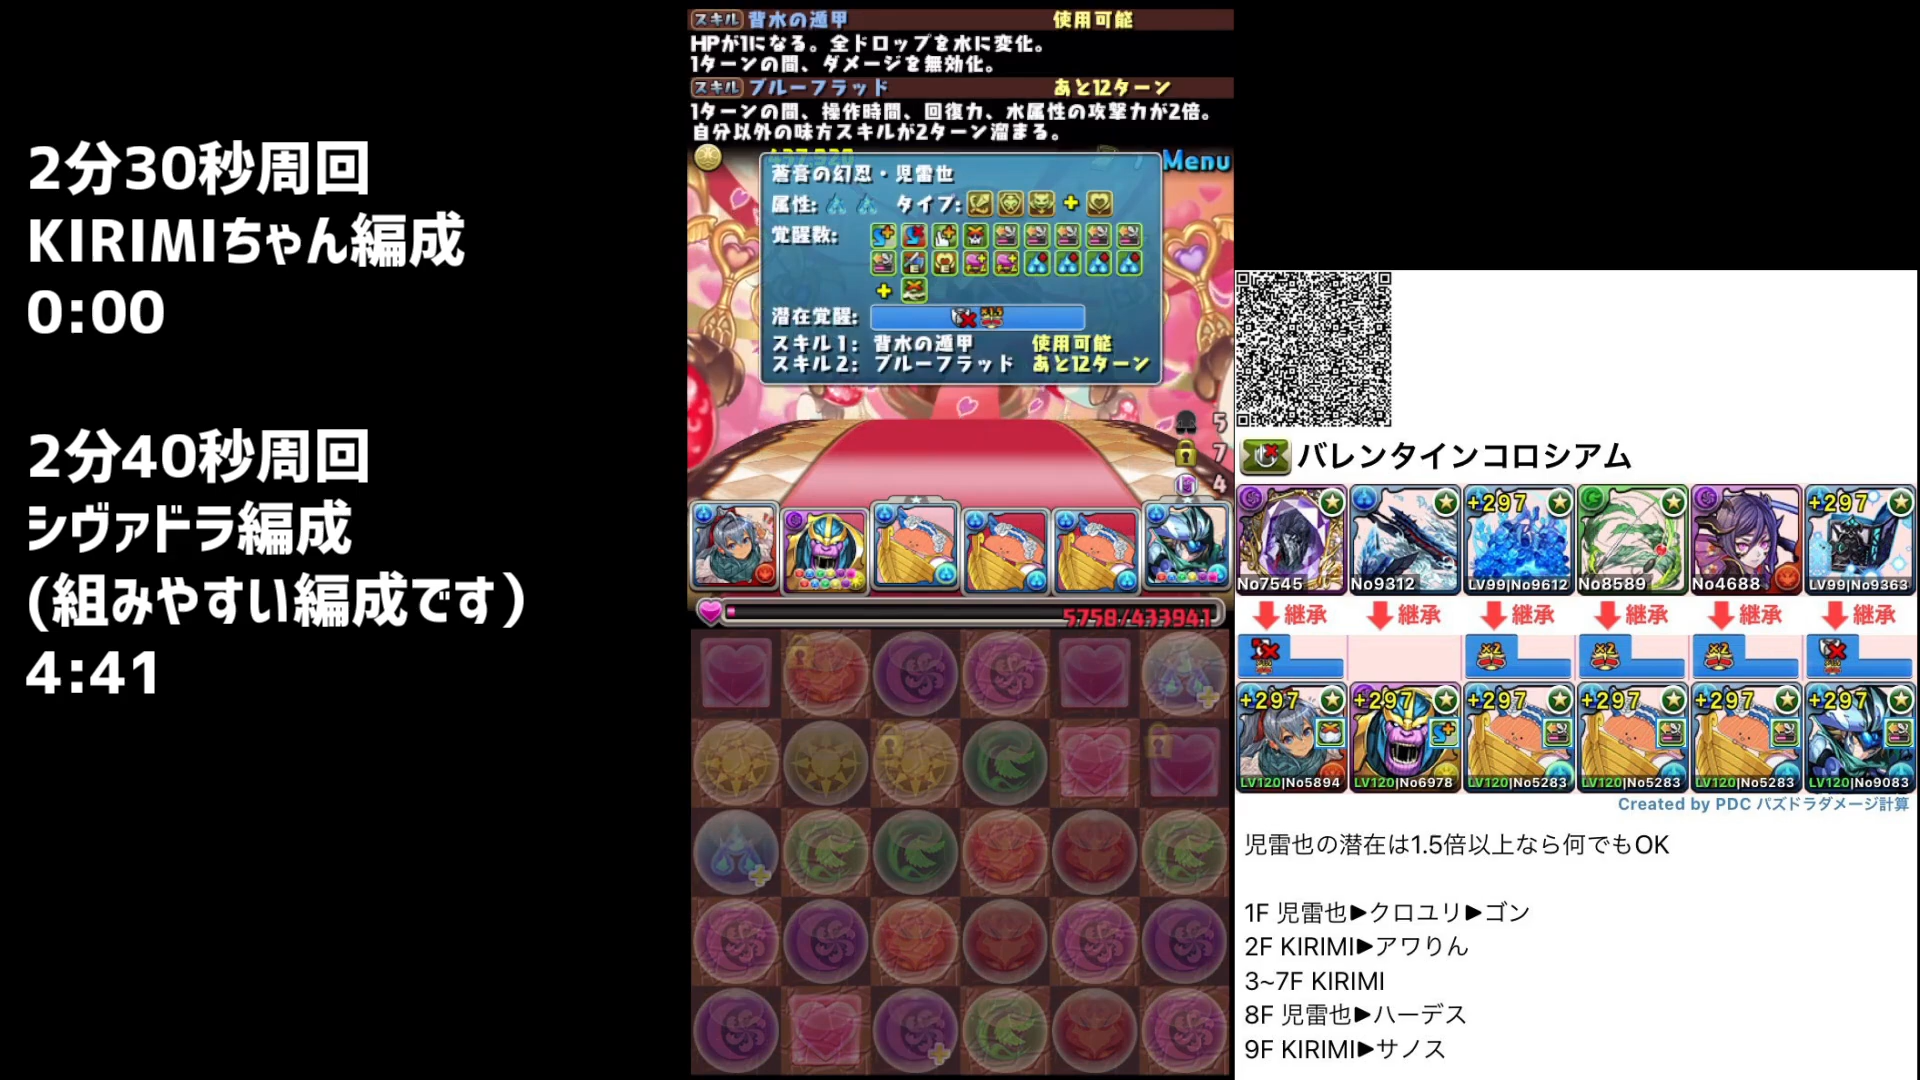 2分30秒周回
KIRIMIちゃん編成
0:00
2分40秒周回
シヴァドラ編成
(組みやすい編成です）
4:41
スキル 背水の遁甲 使用可能
HPが1になる。全ドロップを水に変化。
1ターンの間、ダメージを無効化。
スキル ブルーフラッド あと12ターン
1ターンの間、操作時間、回復力、水属性の攻撃力が2倍。
自分以外の味方スキルが2ターン溜まる。
Menu
蒼音の幻忍・児雷也
属性: タイプ: +
覚醒数:
+
潜在覚醒:
スキル1: 背水の遁甲 使用可能
スキル2: ブルーフラッド あと12ターン
5
7
4
5758/433941
バレンタインコロシアム
No7545 No9312 +297 LV99|No9612 No8589 No4688 +297 LV99|No9363
継承 継承 継承 継承 継承 継承
×2 ×2 ×2
+297 +297 +297 +297 +297 +297
LV120|No5894 LV120|No6978 LV120|No5283 LV120|No5283 LV120|No5283 LV120|No9083
Created by PDC パズドラダメージ計算
児雷也の潜在は1.5倍以上なら何でもOK
1F 児雷也▶クロユリ▶ゴン
2F KIRIMI▶アワりん
3~7F KIRIMI
8F 児雷也▶ハーデス
9F KIRIMI▶サノス